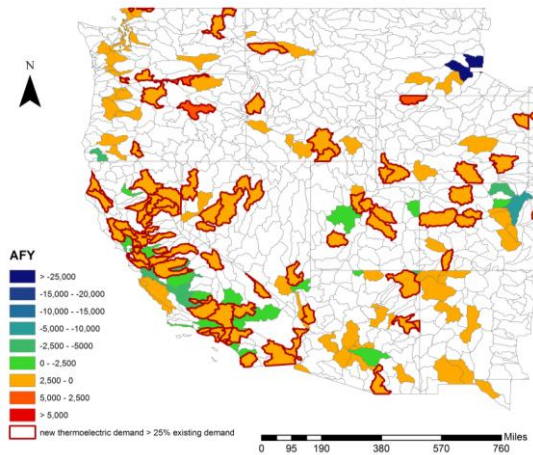 N
AFY
> -25,000
-15,000 - -20,000
-10,000 - -15,000
-5,000 - -10,000
-2,500 - -5000
0 - -2,500
2,500 - 0
5,000 - 2,500
> 5,000
new thermoelectric demand > 25% existing demand
0 95 190 380 570 760 Miles